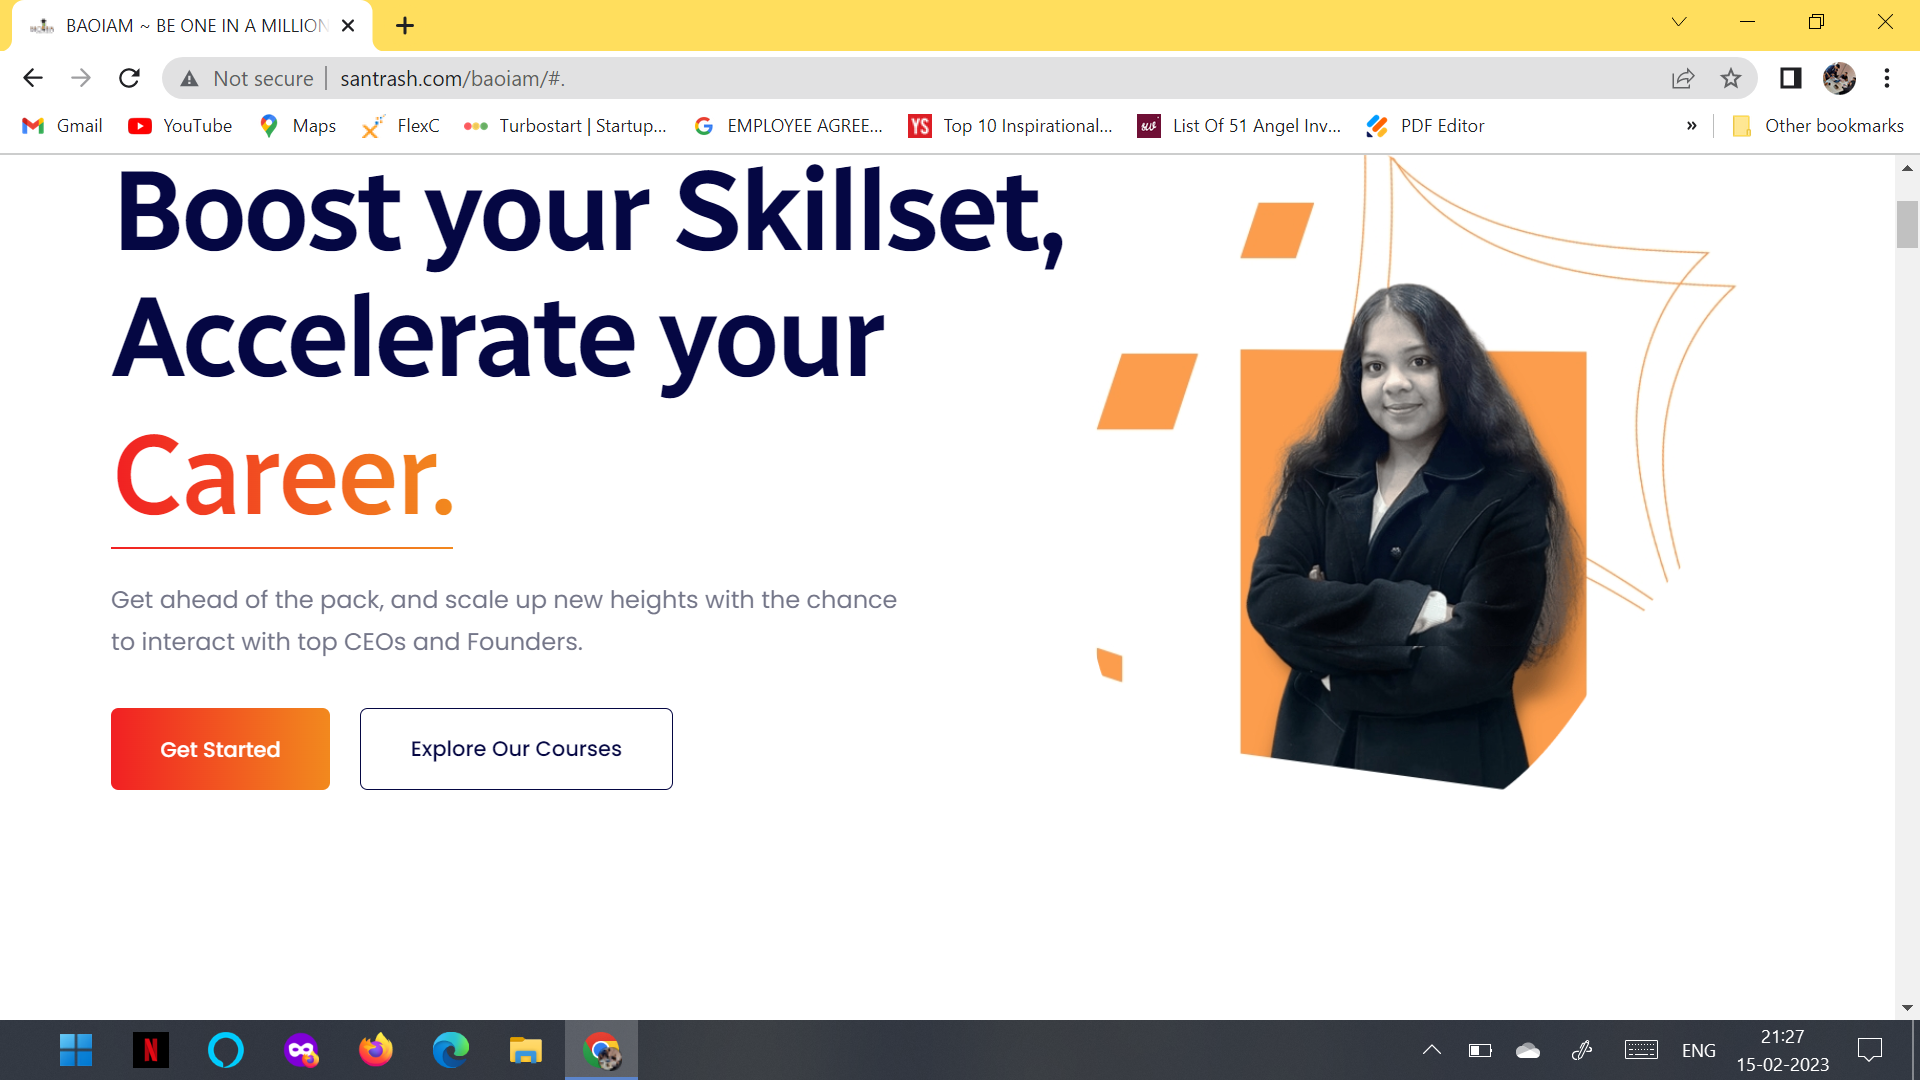 BAOIAM ~ BE ONE IN A MILLION
Not secure
santrash.com/baoiam/#.
Gmail
YouTube
Maps
FlexC
Turbostart | Startup...
EMPLOYEE AGREE...
YS
Top 10 Inspirational...
List Of 51 Angel Inv...
PDF Editor
»
Other bookmarks
Boost your Skillset,
Accelerate your
Career.
Get ahead of the pack, and scale up new heights with the chance
to interact with top CEOs and Founders.
Get Started
Explore Our Courses
N
ENG
21:27
15-02-2023